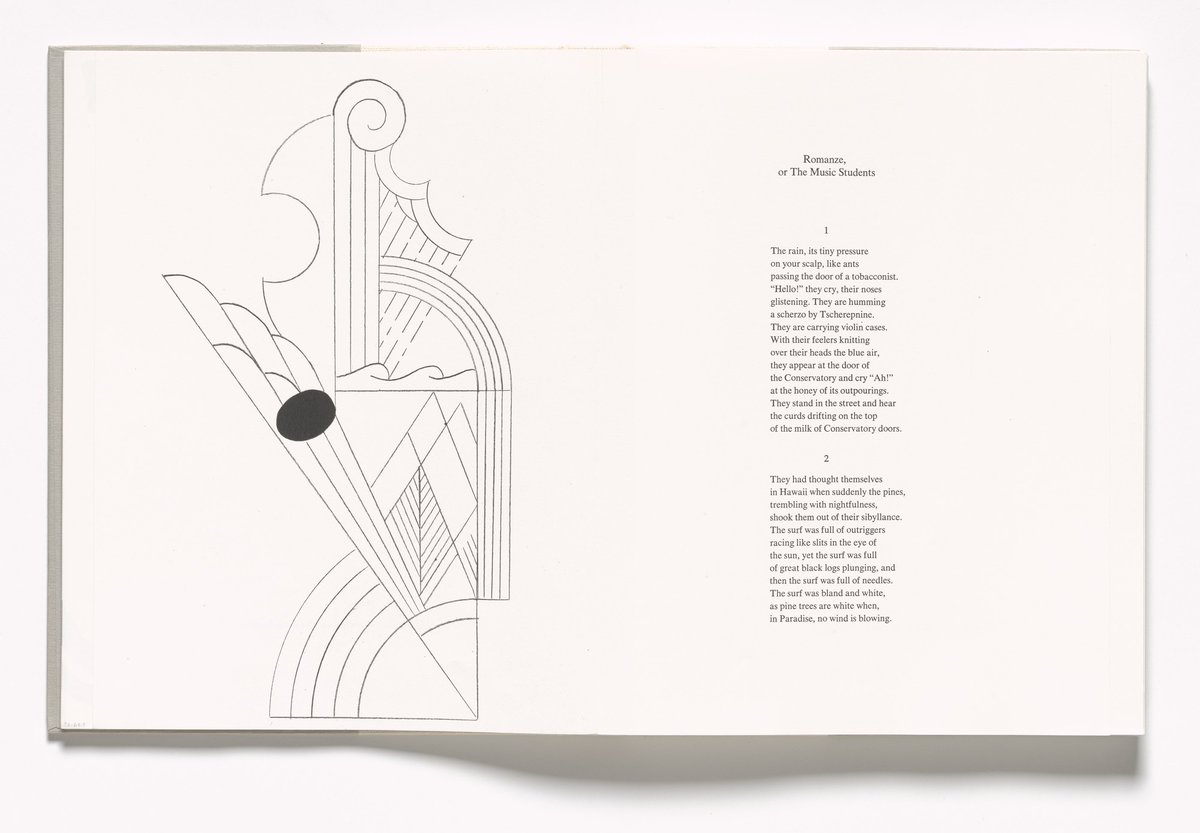 Romanze,
or The Music Students
1
The rain, its tiny pressure
on your scalp, like ants
passing the door of a tobacconist.
“Hello!” they cry, their noses
glistening. They are humming
a scherzo by Tscherepnine.
They are carrying violin cases.
With their feelers knitting
over their heads the blue air,
they appear at the door of
the Conservatory and cry “Ah!”
at the honey of its outpourings.
They stand in the street and hear
the curds drifting on the top
of the milk of Conservatory doors.
2
They had thought themselves
in Hawaii when suddenly the pines,
trembling with nightfulness,
shook them out of their sibyllance.
The surf was full of outriggers
racing like slits in the eye of
the sun, yet the surf was full
of great black logs plunging, and
then the surf was full of needles.
The surf was bland and white,
as pine trees are white when,
in Paradise, no wind is blowing.